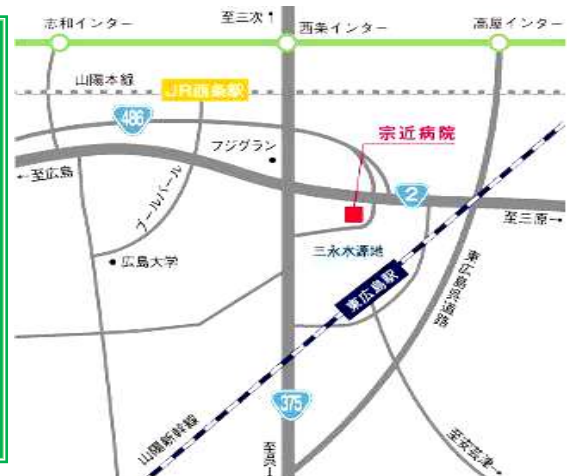 至三次↑
志和インター
西条インター
高屋インター
山陽本線
JR西条駅
486
フジグラン
宗近病院
←至広島
2
ブールバール
至三原→
三永水源地
広島大学
東広島駅
東広島呉道路
375
山陽新幹線
至呉↓
至安芸津→